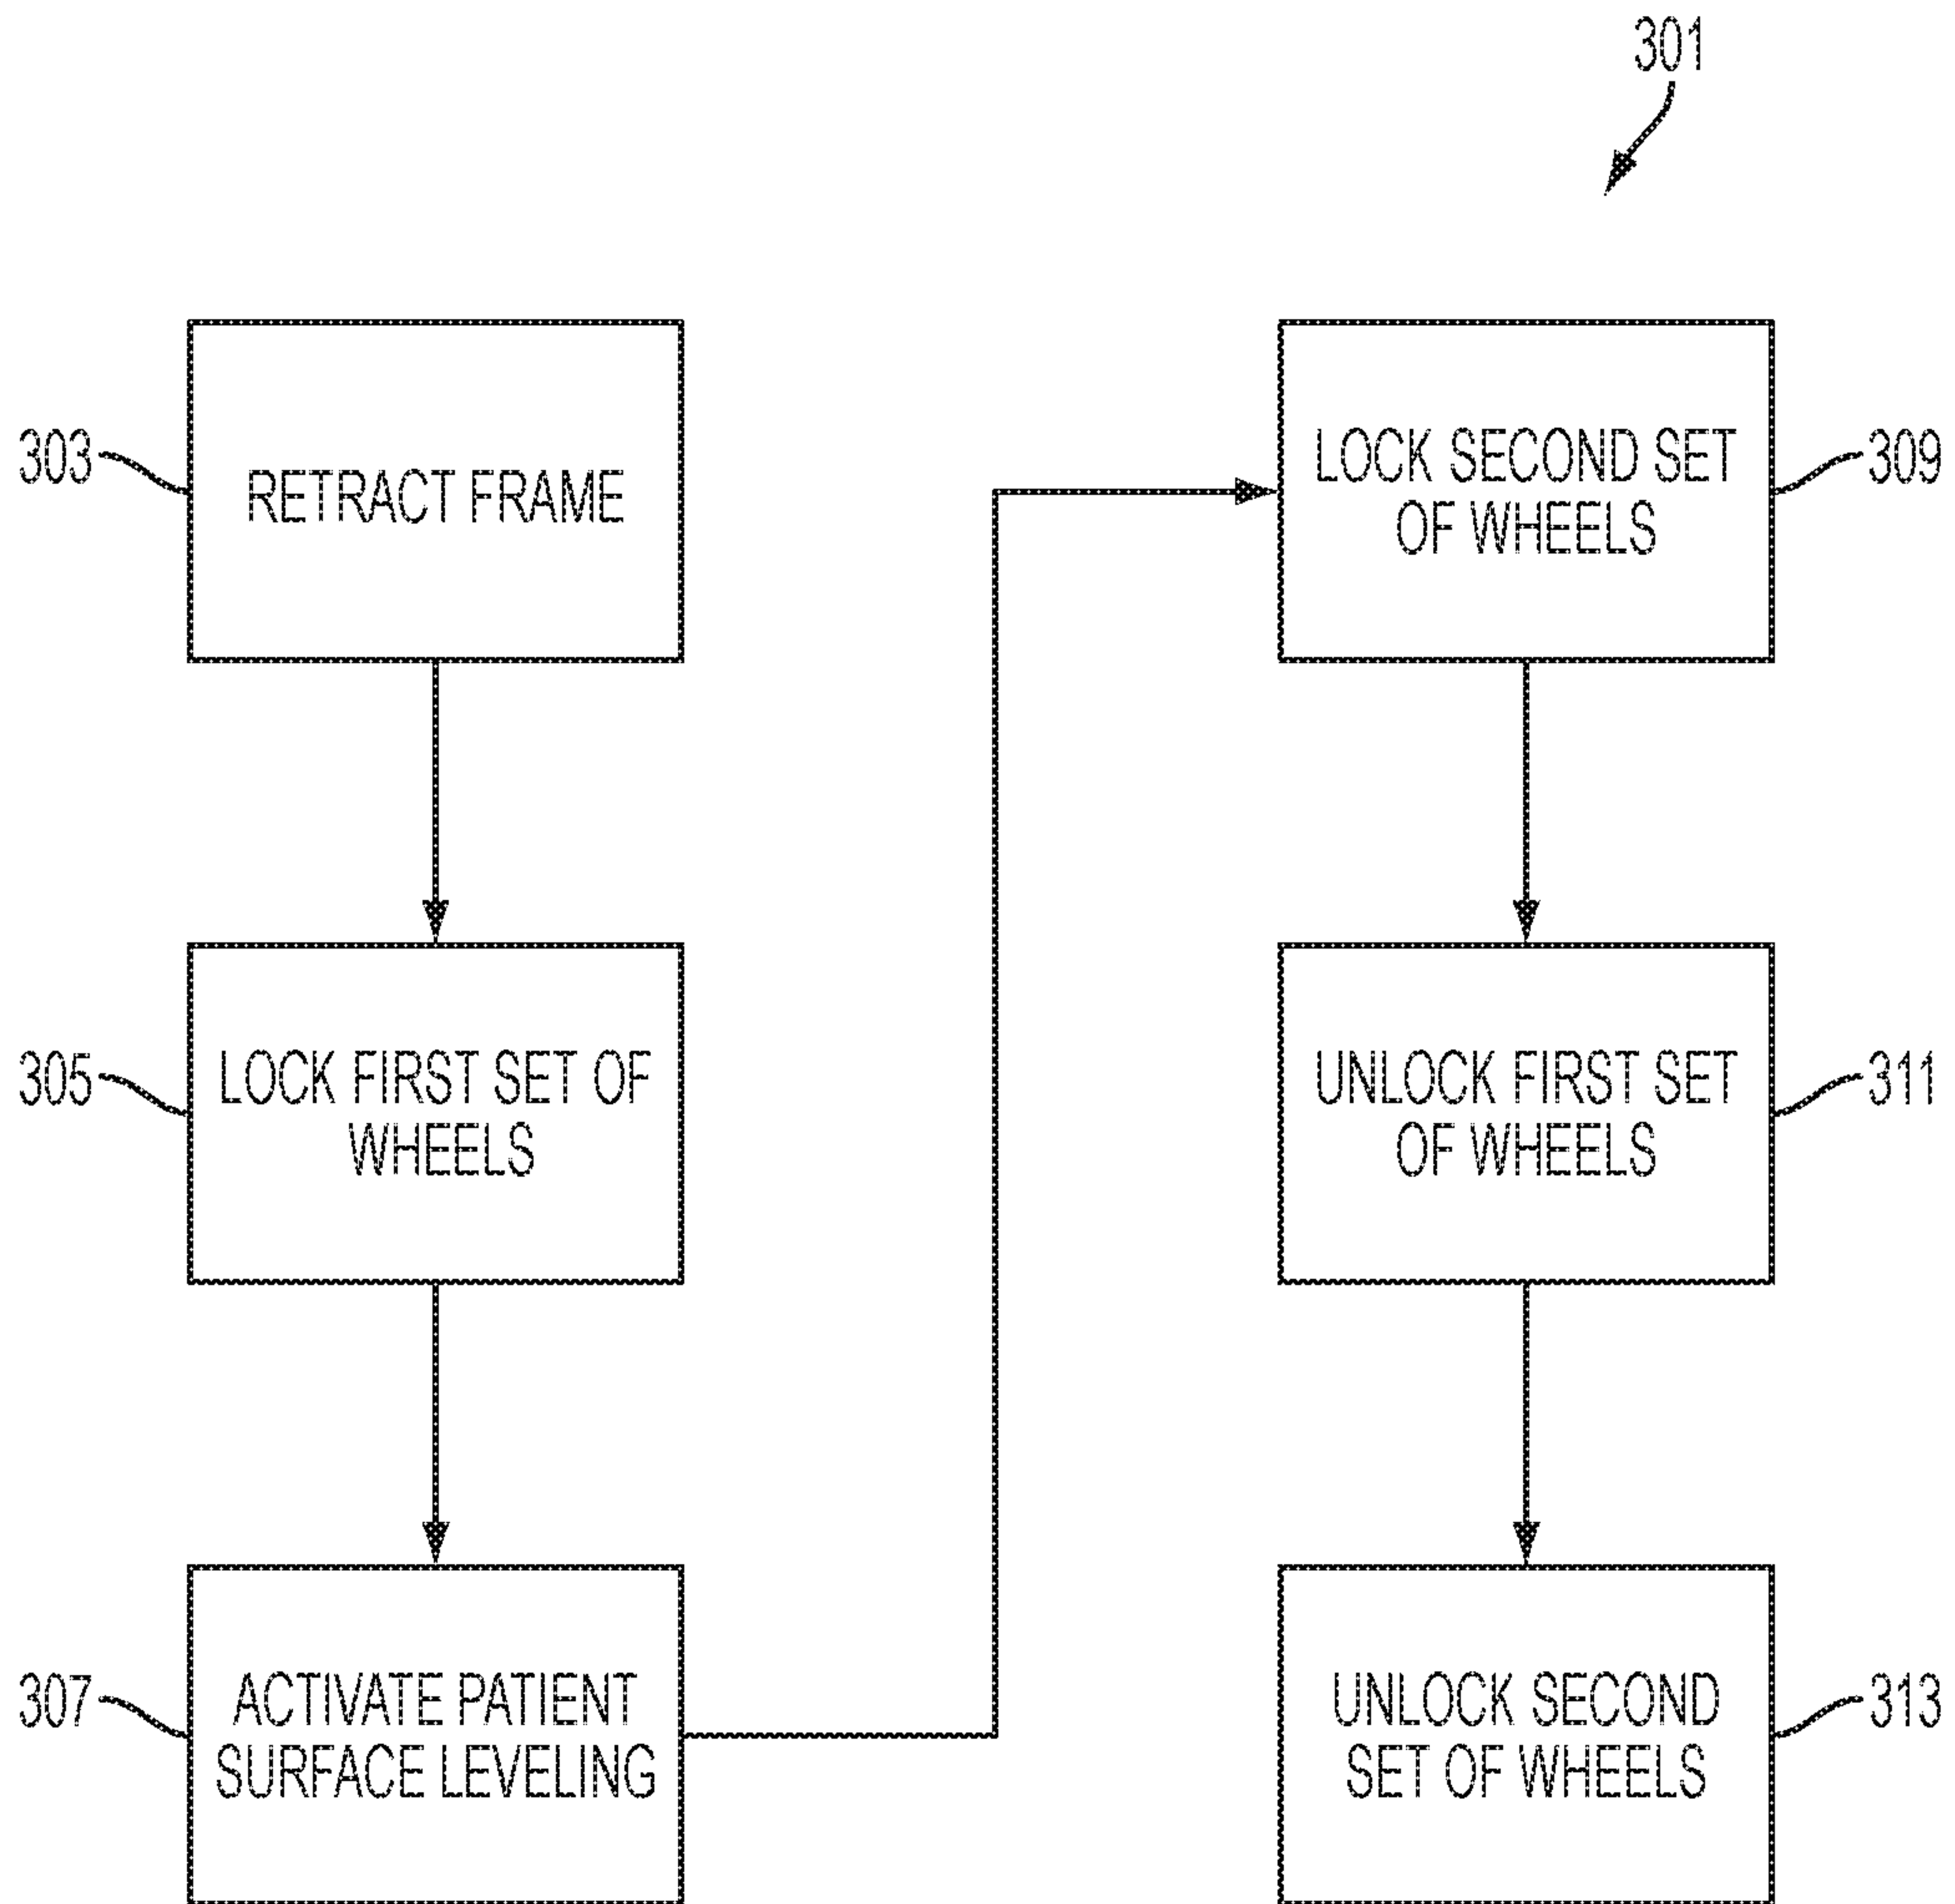 301
303
RETRACT FRAME
305
LOCK FIRST SET OF
WHEELS
307
ACTIVATE PATIENT
SURFACE LEVELING
LOCK SECOND SET
OF WHEELS
309
UNLOCK FIRST SET
OF WHEELS
311
UNLOCK SECOND
SET OF WHEELS
313